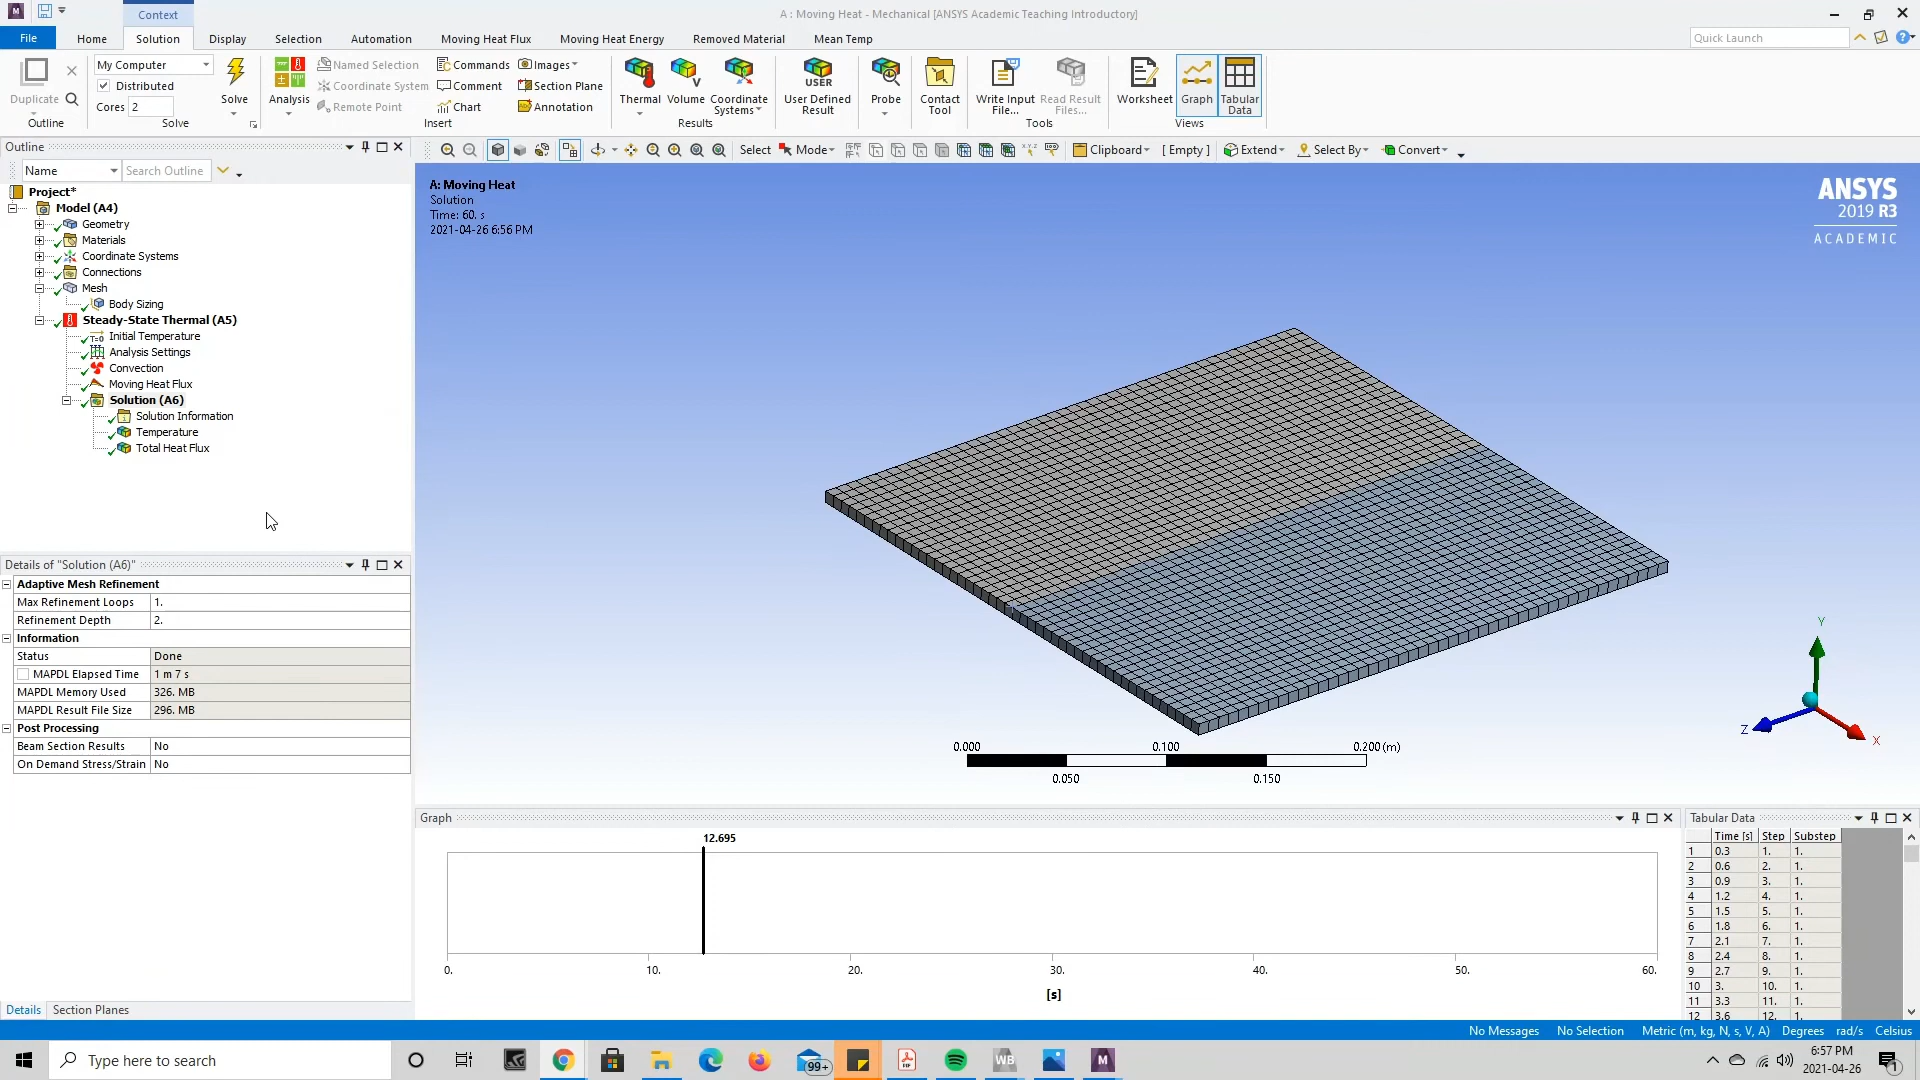 Context
A : Moving Heat - Mechanical [ANSYS Academic Teaching Introductory]
File Home Solution Display Selection Automation Moving Heat Flux Moving Heat Energy Removed Material Mean Temp
Quick Launch
Duplicate
Outline
My Computer
Distributed
Cores 2
Solve
Solve
Analysis
Named Selection
Coordinate System
Remote Point
Commands
Comment
Chart
Images
Section Plane
Annotation
Insert
Thermal
Volume
Coordinate Systems
Results
USER
User Defined Result
Probe
Contact Tool
Write Input File...
Read Result Files...
Tools
Worksheet
Graph
Tabular Data
Views
Outline
Name
Search Outline
Select Mode Clipboard [ Empty ] Extend Select By Convert
Project*
Model (A4)
Geometry
Materials
Coordinate Systems
Connections
Mesh
Body Sizing
Steady-State Thermal (A5)
Initial Temperature
Analysis Settings
Convection
Moving Heat Flux
Solution (A6)
Solution Information
Temperature
Total Heat Flux
Details of "Solution (A6)"
Adaptive Mesh Refinement
Max Refinement Loops 1.
Refinement Depth 2.
Information
Status Done
MAPDL Elapsed Time 1 m 7 s
MAPDL Memory Used 326. MB
MAPDL Result File Size 296. MB
Post Processing
Beam Section Results No
On Demand Stress/Strain No
Details Section Planes
A: Moving Heat
Solution
Time: 60. s
2021-04-26 6:56 PM
ANSYS
2019 R3
ACADEMIC
Y
Z
X
0.000 0.100 0.200 (m)
0.050 0.150
Graph
12.695
0. 10. 20. 30. 40. 50. 60.
[s]
Tabular Data
Time [s] Step Substep
1 0.3 1. 1.
2 0.6 2. 1.
3 0.9 3. 1.
4 1.2 4. 1.
5 1.5 5. 1.
6 1.8 6. 1.
7 2.1 7. 1.
8 2.4 8. 1.
9 2.7 9. 1.
10 3. 10. 1.
11 3.3 11. 1.
12 3.6 12. 1.
No Messages No Selection Metric (m, kg, N, s, V, A) Degrees rad/s Celsius
Type here to search
99+
WB
6:57 PM
2021-04-26